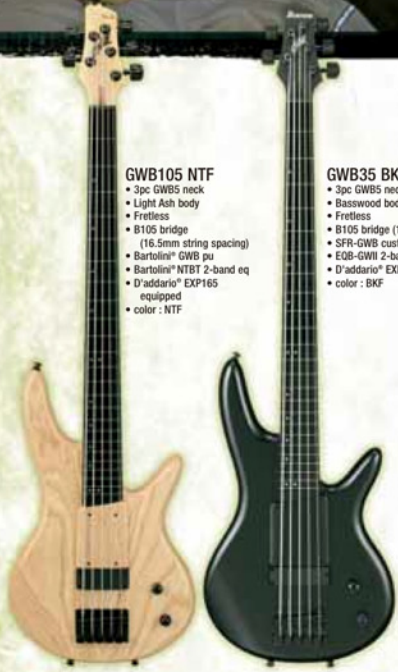 GWB105 NTF
• 3pc GWB5 neck
• Light Ash body
• Fretless
• B105 bridge
(16.5mm string spacing)
• Bartolini® GWB pu
• Bartolini® NTBT 2-band eq
• D'addario® EXP165
equipped
• color : NTF
Ibanez
GWB35 BK
• 3pc GWB5 nec
• Basswood bod
• Fretless
• B105 bridge (1
• SFR-GWB cust
• EQB-GWII 2-ba
• D'addario® EX
• color : BKF